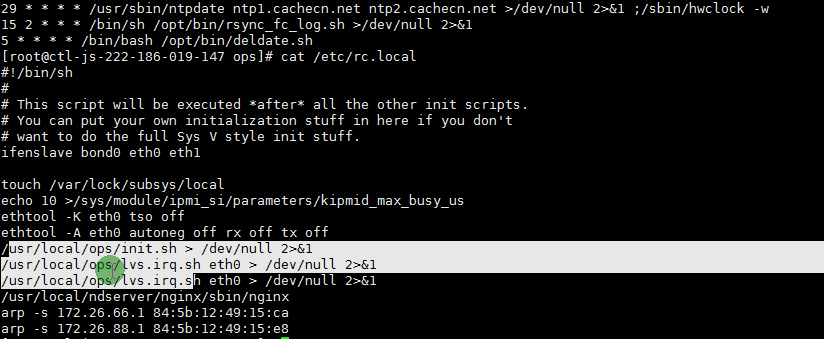 29 * * * * /usr/sbin/ntpdate ntp1.cachecn.net ntp2.cachecn.net >/dev/null 2>&1 ;/sbin/hwclock -w
15 2 * * * /bin/sh /opt/bin/rsync_fc_log.sh >/dev/null 2>&1
5 * * * * /bin/bash /opt/bin/deldate.sh
[root@ctl-js-222-186-019-147 ops]# cat /etc/rc.local
#!/bin/sh
#
# This script will be executed *after* all the other init scripts.
# You can put your own initialization stuff in here if you don't
# want to do the full Sys V style init stuff.
ifenslave bond0 eth0 eth1
touch /var/lock/subsys/local
echo 10 >/sys/module/ipmi_si/parameters/kipmid_max_busy_us
ethtool -K eth0 tso off
ethtool -A eth0 autoneg off rx off tx off
/usr/local/ops/init.sh > /dev/null 2>&1
/usr/local/ops/lvs.irq.sh eth0 > /dev/null 2>&1
/usr/local/ops/lvs.irq.sh eth0 > /dev/null 2>&1
/usr/local/ndserver/nginx/sbin/nginx
arp -s 172.26.66.1 84:5b:12:49:15:ca
arp -s 172.26.88.1 84:5b:12:49:15:e8